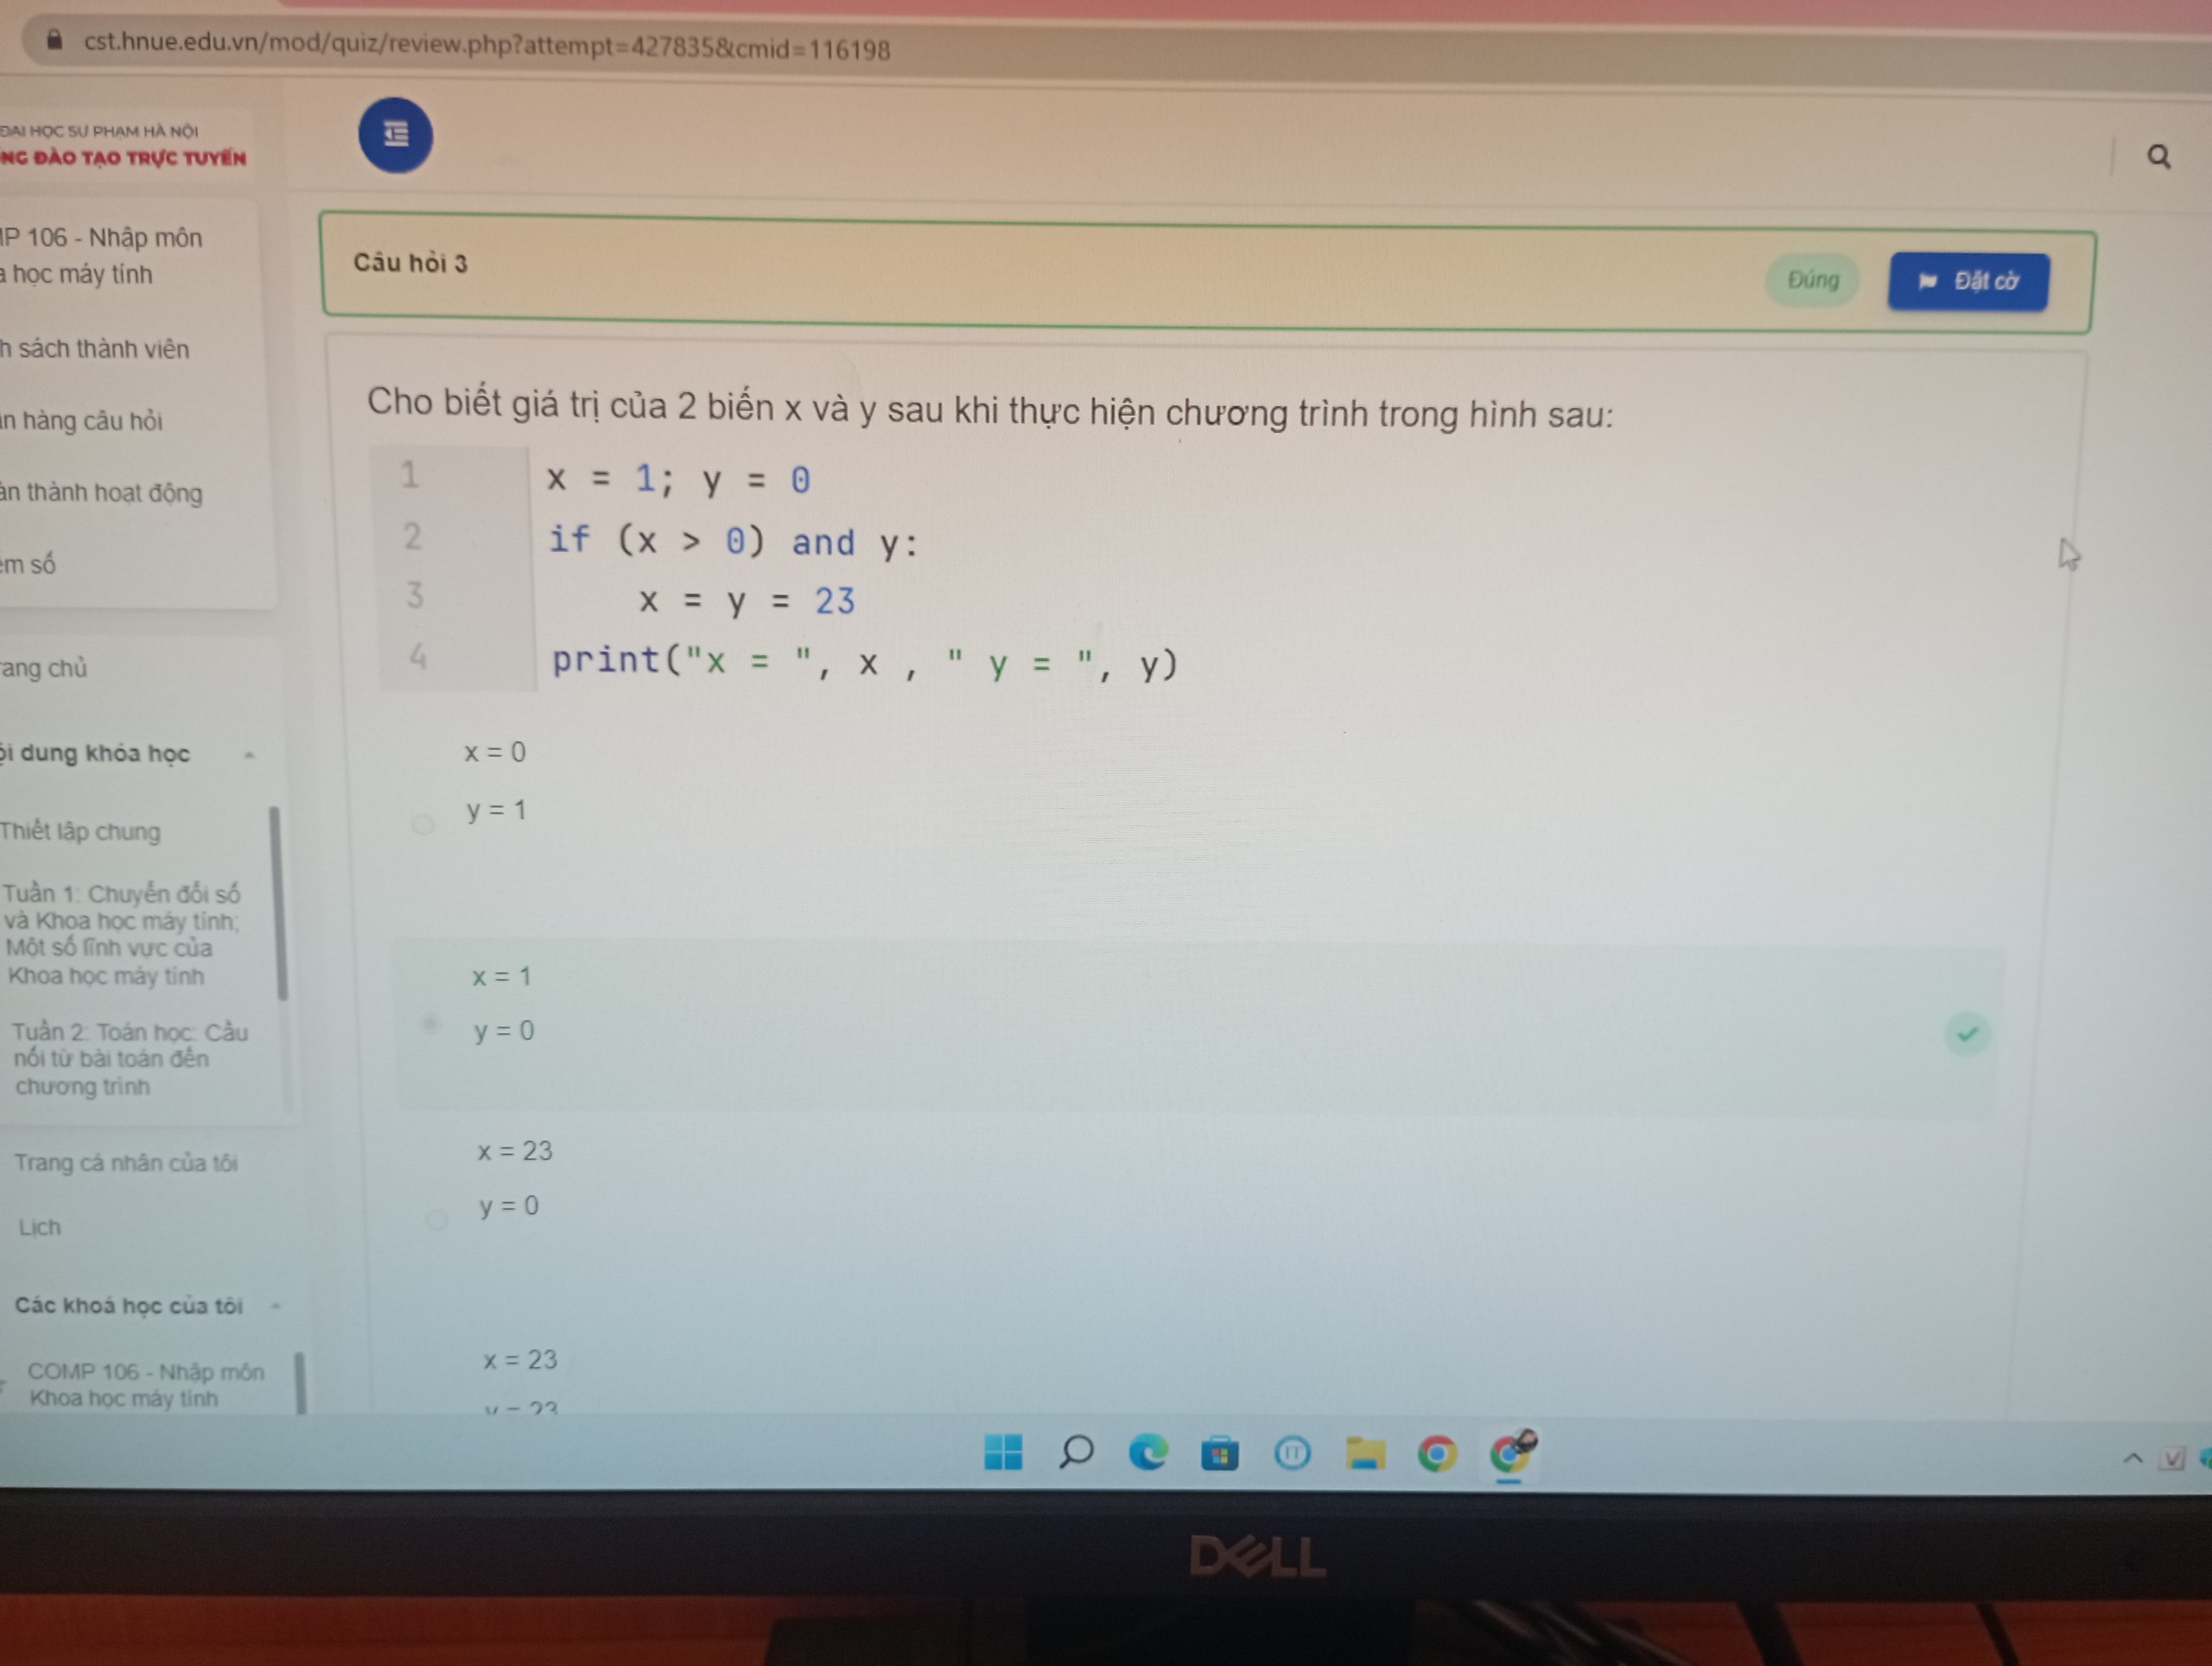 cst.hnue.edu.vn/mod/quiz/review.php?attempt=427835&cmid=116198
ĐẠI HỌC SƯ PHẠM HÀ NỘI
NG ĐÀO TẠO TRỰC TUYẾN
MP 106 - Nhập môn
a học máy tính
h sách thành viên
n hàng câu hỏi
àn thành hoạt động
ểm số
rang chủ
ội dung khóa học
Thiết lập chung
Tuần 1: Chuyển đổi số
và Khoa học máy tính;
Một số lĩnh vực của
Khoa học máy tính
Tuần 2: Toán học: Cầu
nối từ bài toán đến
chương trình
Trang cá nhân của tôi
Lịch
Các khoá học của tôi
COMP 106 - Nhập môn
Khoa học máy tính
Câu hỏi 3
Đúng
Đặt cờ
Cho biết giá trị của 2 biến x và y sau khi thực hiện chương trình trong hình sau:
1 x = 1; y = 0
2 if (x > 0) and y:
3 x = y = 23
4 print("x = ", x , " y = ", y)
x = 0
y = 1
x = 1
y = 0
x = 23
y = 0
x = 23
y = 23
DELL